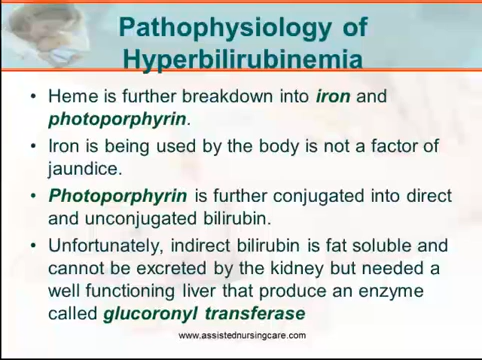 Pathophysiology of
Hyperbilirubinemia
• Heme is further breakdown into iron and
photoporphyrin.
• Iron is being used by the body is not a factor of
jaundice.
• Photoporphyrin is further conjugated into direct
and unconjugated bilirubin.
• Unfortunately, indirect bilirubin is fat soluble and
cannot be excreted by the kidney but needed a
well functioning liver that produce an enzyme
called glucoronyl transferase
www.assistednursingcare.com